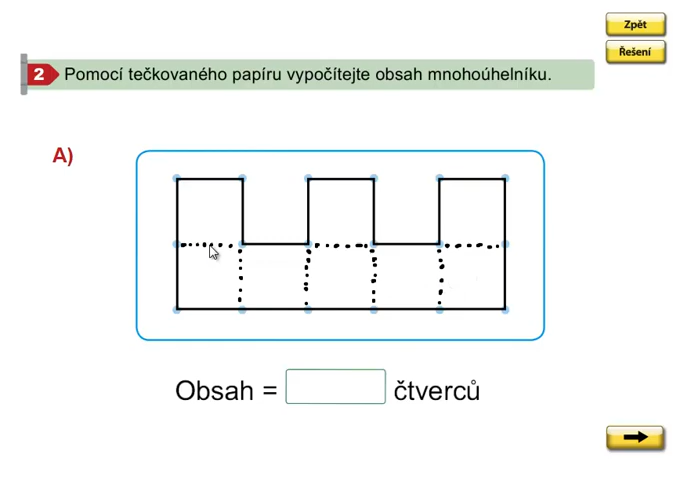 Zpět
Řešení
2 Pomocí tečkovaného papíru vypočítejte obsah mnohoúhelníku.
A)
Obsah = čtverců